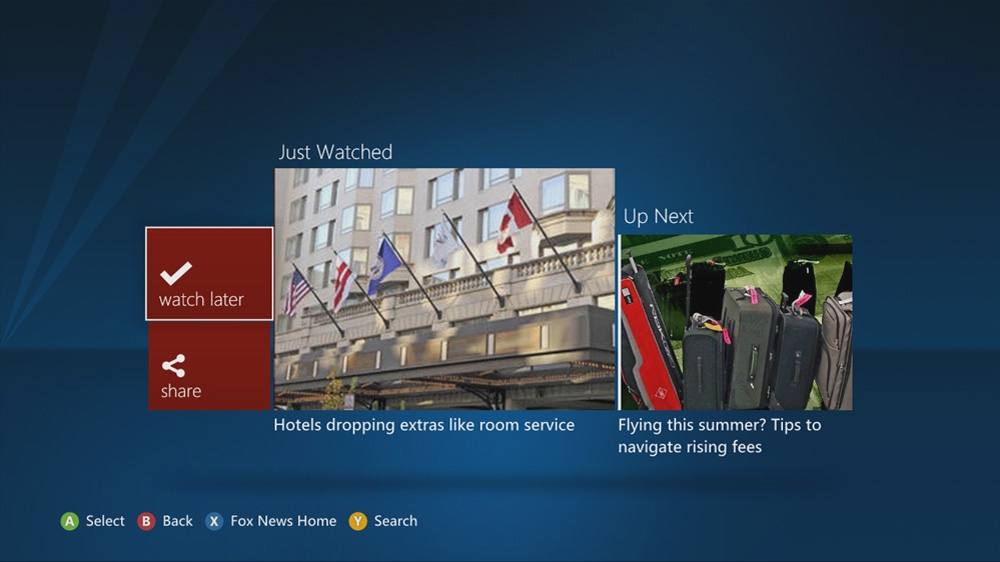 Just Watched
Up Next
watch later
share
Hotels dropping extras like room service
Flying this summer? Tips to
navigate rising fees
A Select B Back X Fox News Home Y Search